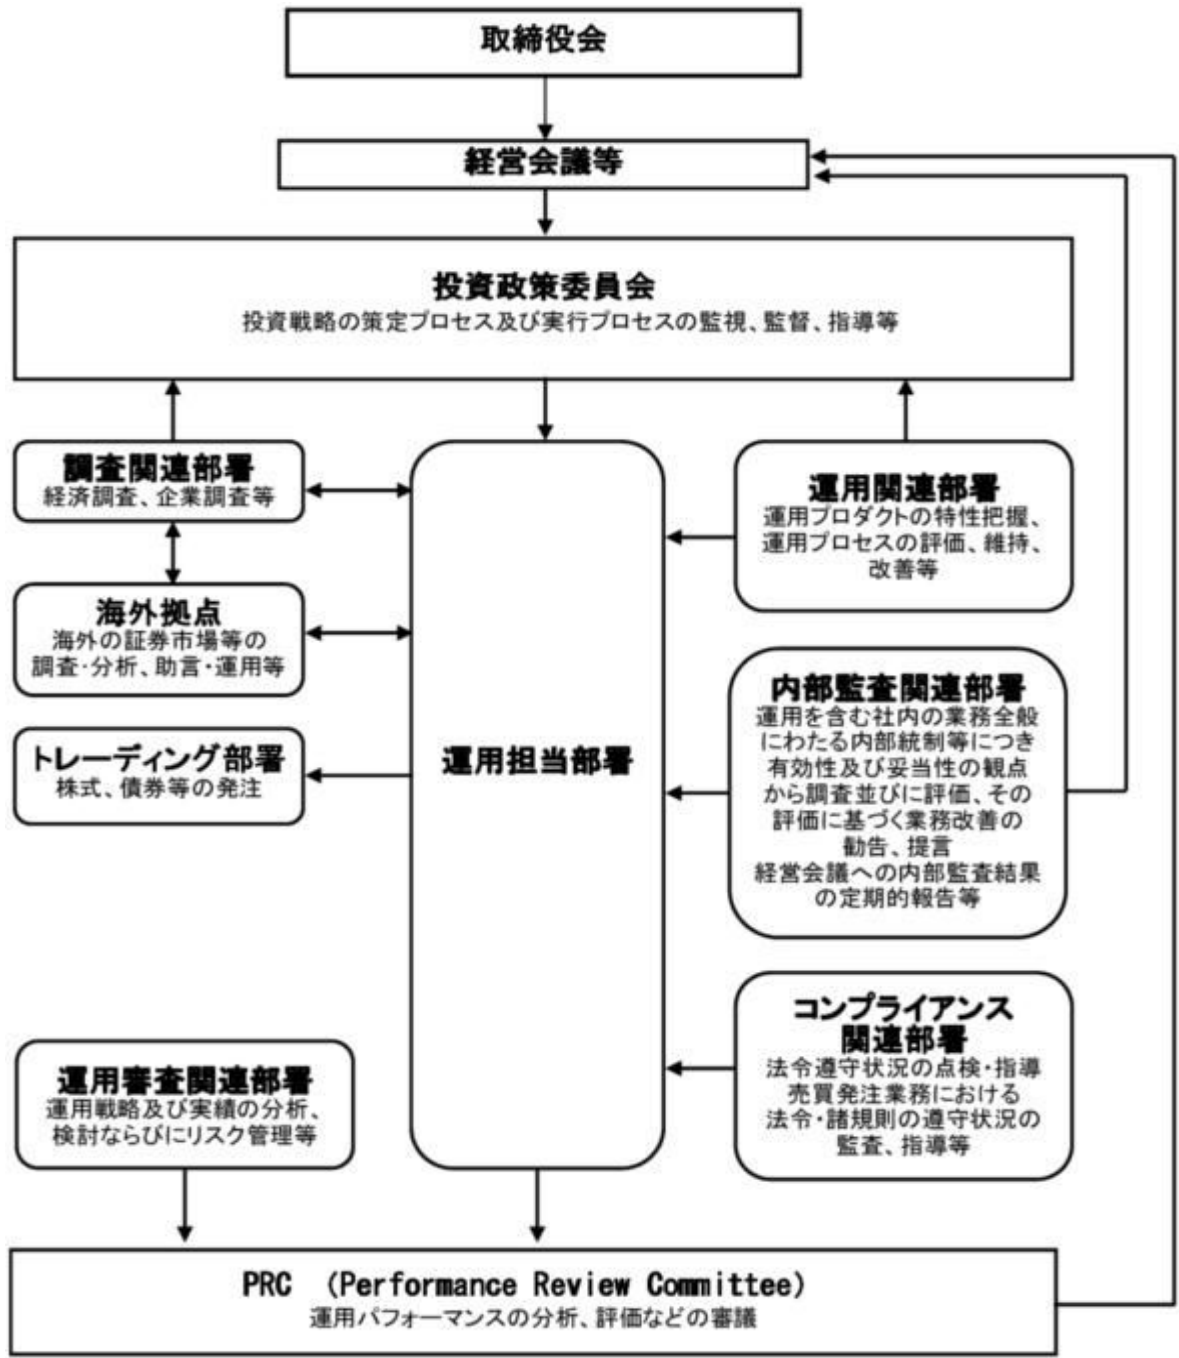 取締役会
経営会議等
投資政策委員会
投資戦略の策定プロセス及び実行プロセスの監視、監督、指導等
調査関連部署
経済調査、企業調査等
海外拠点
海外の証券市場等の
調査・分析、助言・運用等
トレーディング部署
株式、債券等の発注
運用担当部署
運用関連部署
運用プロダクトの特性把握、
運用プロセスの評価、維持、
改善等
内部監査関連部署
運用を含む社内の業務全般
にわたる内部統制等につき
有効性及び妥当性の観点
から調査並びに評価、その
評価に基づく業務改善の
勧告、提言
経営会議への内部監査結果
の定期的報告等
コンプライアンス
関連部署
法令遵守状況の点検・指導
売買発注業務における
法令・諸規則の遵守状況の
監査、指導等
運用審査関連部署
運用戦略及び実績の分析、
検討ならびにリスク管理等
PRC （Performance Review Committee）
運用パフォーマンスの分析、評価などの審議